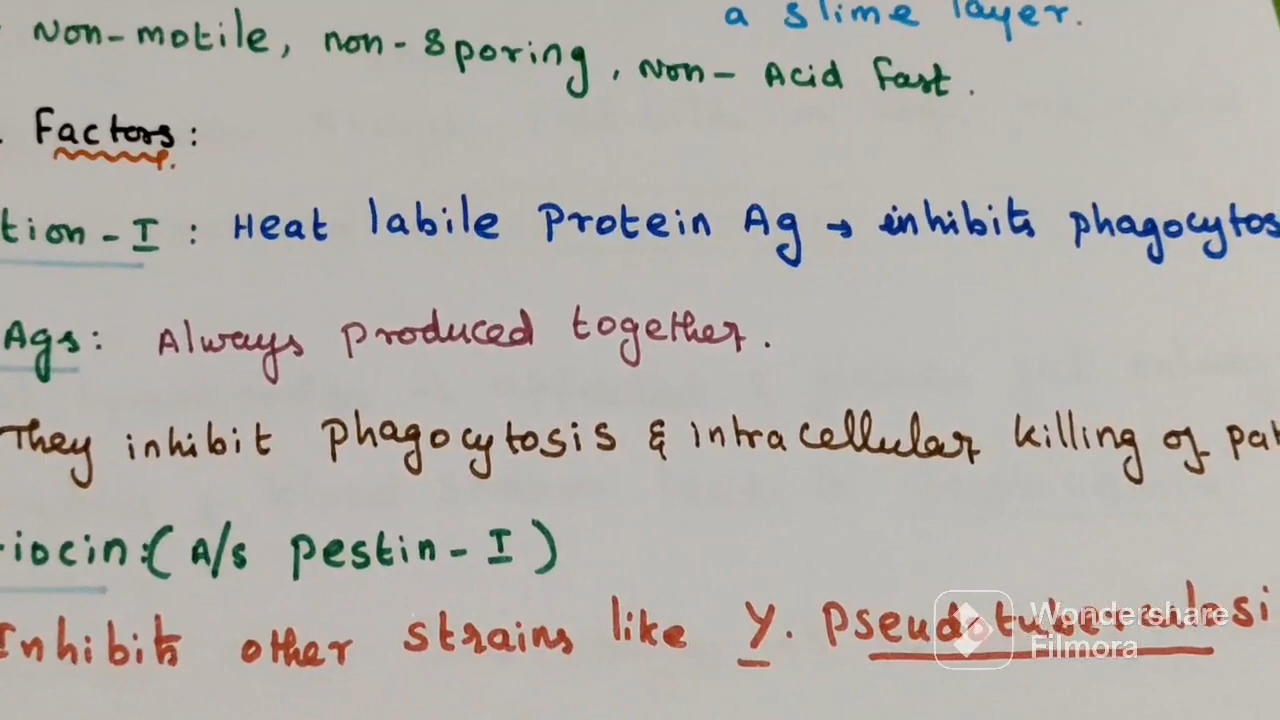 a slime layer.
Non-motile, non-sporing, Non-Acid Fast.
. Factors:
tion-I: Heat labile Protein Ag → inhibits phagocytos
Ags: Always produced together.
They inhibit phagocytosis & intracellular killing of pat
iocin:(A/s pestin-I)
Inhibits other strains like Y. pseudotuberculosi
Wondershare
Filmora